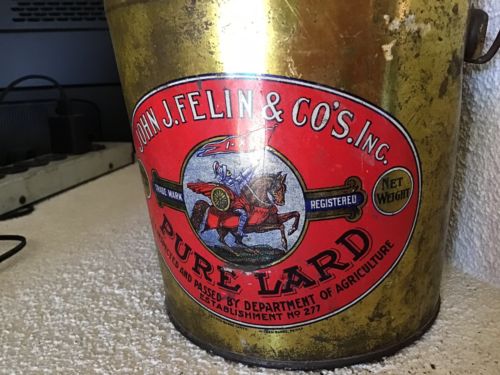 JOHN J. FELIN & CO'S. INC.
TRADE MARK
REGISTERED
NET
WEIGHT
PURE LARD
AND PASSED BY DEPARTMENT OF AGRICULTURE
ESTABLISHMENT NO 277